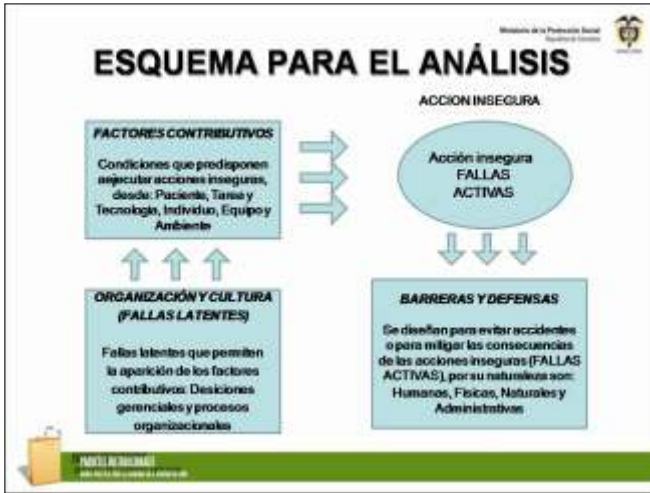 Ministerio de la Protección Social
República de Colombia
ESQUEMA PARA EL ANÁLISIS
ACCION INSEGURA
FACTORES CONTRIBUTIVOS
Condiciones que predisponen
aejecutar acciones inseguras,
desde: Paciente, Tarea y
Tecnología, Individuo, Equipo y
Ambiente
Acción insegura
FALLAS
ACTIVAS
ORGANIZACIÓN Y CULTURA
(FALLAS LATENTES)
Fallas latentes que permiten
la aparición de los factores
contributivos: Desiciones
gerenciales y procesos
organizacionales
BARRERAS Y DEFENSAS
Se diseñan para evitar accidentes
o para mitigar las consecuencias
de las acciones inseguras (FALLAS
ACTIVAS), por su naturaleza son:
Humanas, Físicas, Naturales y
Administrativas